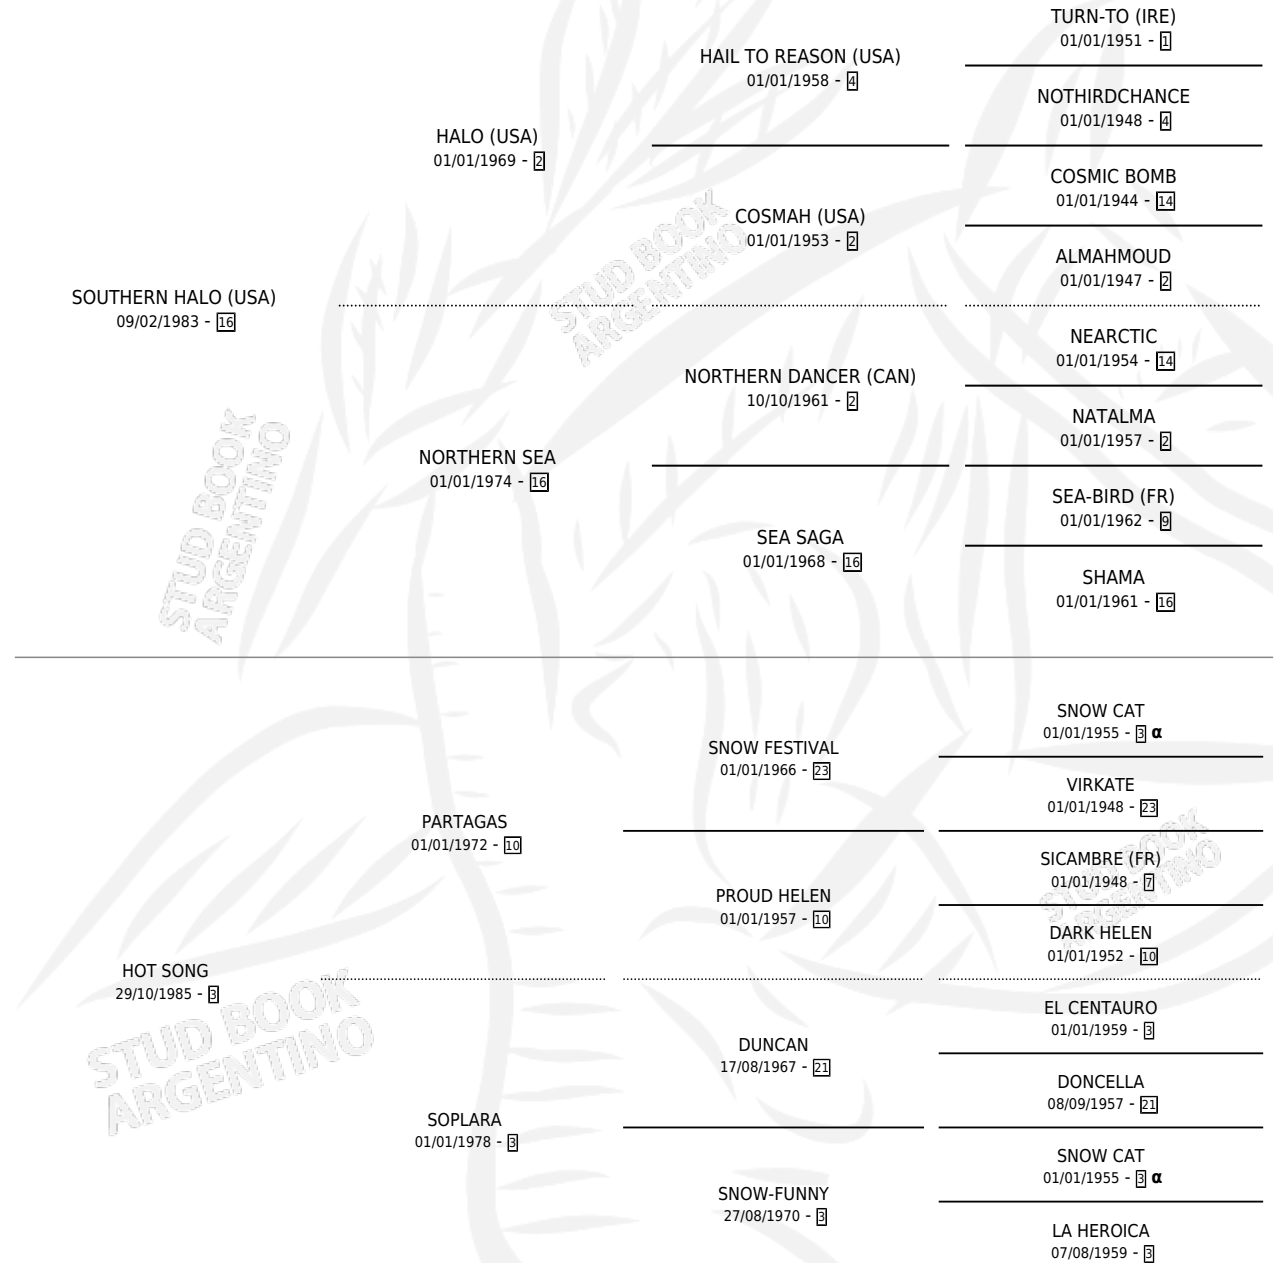 TURN-TO (IRE)
01/01/1951 - 1
HAIL TO REASON (USA)
01/01/1958 - 4
NOTHIRDCHANCE
01/01/1948 - 4
HALO (USA)
01/01/1969 - 2
COSMIC BOMB
01/01/1944 - 14
COSMAH (USA)
01/01/1953 - 2
ALMAHMOUD
01/01/1947 - 2
SOUTHERN HALO (USA)
09/02/1983 - 16
NEARCTIC
01/01/1954 - 14
NORTHERN DANCER (CAN)
10/10/1961 - 2
NATALMA
01/01/1957 - 2
NORTHERN SEA
01/01/1974 - 16
SEA-BIRD (FR)
01/01/1962 - 9
SEA SAGA
01/01/1968 - 16
SHAMA
01/01/1961 - 16
SNOW CAT
01/01/1955 - 3 α
SNOW FESTIVAL
01/01/1966 - 23
VIRKATE
01/01/1948 - 23
PARTAGAS
01/01/1972 - 10
SICAMBRE (FR)
01/01/1948 - 7
PROUD HELEN
01/01/1957 - 10
DARK HELEN
01/01/1952 - 10
HOT SONG
29/10/1985 - 3
EL CENTAURO
01/01/1959 - 3
DUNCAN
17/08/1967 - 21
DONCELLA
08/09/1957 - 21
SOPLARA
01/01/1978 - 3
SNOW CAT
01/01/1955 - 3 α
SNOW-FUNNY
27/08/1970 - 3
LA HEROICA
07/08/1959 - 3
STUD BOOK
ARGENTINO
STUD BOOK
ARGENTINO
STUD BOOK
ARGENTINO
STUD BOOK
ARGENTINO